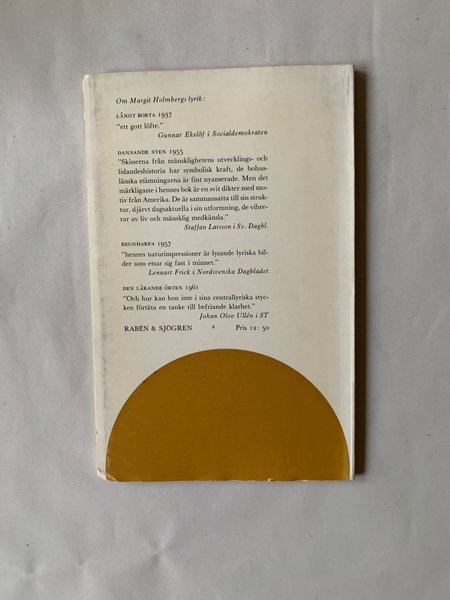 Om Margit Holmbergs lyrik:
LÅNGT BORTA 1937
"ett gott löfte."
Gunnar Ekelöf i Socialdemokraten
DANSANDE STEN 1955
"Skisserna från mänsklighetens utvecklings- och
lidandeshistoria har symbolisk kraft, de bohus-
länska stämningarna är fint nyanserade. Men det
märkligaste i hennes bok är en svit dikter med mo-
tiv från Amerika. De är sammansatta till sin struk-
tur, djärvt dagsaktuella i sin utformning, de vibre-
rar av liv och mänsklig medkänsla."
Staffan Larsson i Sv. Dagbl.
REGNHARPA 1957
"hennes naturimpressioner är lysande lyriska bil-
der som etsar sig fast i minnet."
Lennart Frick i Nordsvenska Dagbladet
DEN LÄKANDE ÖRTEN 1961
"Och hur kan hon inte i sina centrallyriska styc-
ken förtäta en tanke till befriande klarhet."
Johan Olov Ullén i ST
RABÉN & SJÖGREN * Pris 12:50